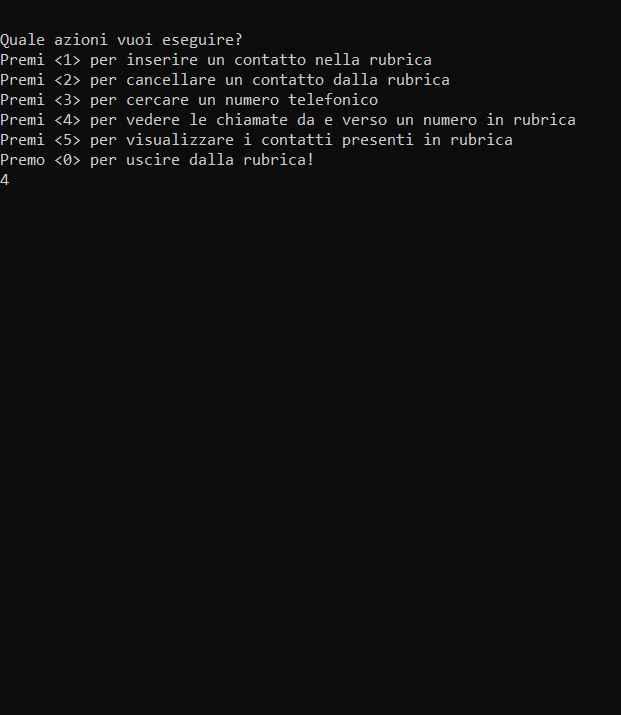 Quale azioni vuoi eseguire?
Premi <1> per inserire un contatto nella rubrica
Premi <2> per cancellare un contatto dalla rubrica
Premi <3> per cercare un numero telefonico
Premi <4> per vedere le chiamate da e verso un numero in rubrica
Premi <5> per visualizzare i contatti presenti in rubrica
Premo <0> per uscire dalla rubrica!
4